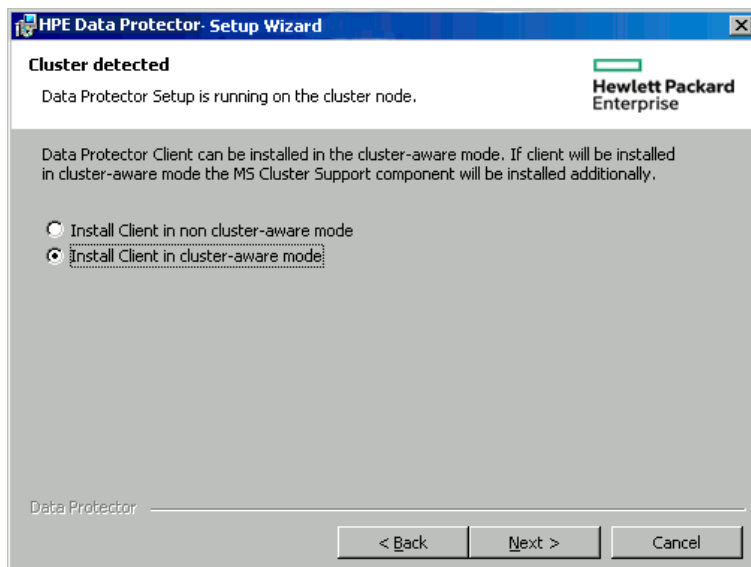 HPE Data Protector- Setup Wizard
Cluster detected
Data Protector Setup is running on the cluster node.
Hewlett Packard
Enterprise
Data Protector Client can be installed in the cluster-aware mode. If client will be installed
in cluster-aware mode the MS Cluster Support component will be installed additionally.
Install Client in non cluster-aware mode
Install Client in cluster-aware mode
Data Protector
< Back
Next >
Cancel